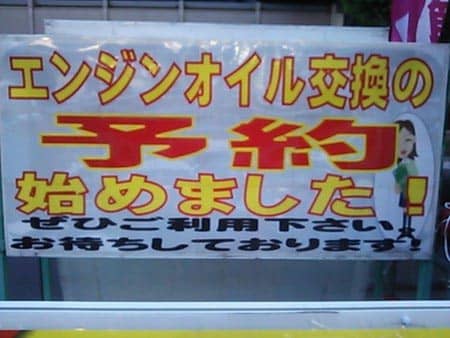 エンジンオイル交換の
予約
始めました!
ぜひご利用下さい
お待ちしております!